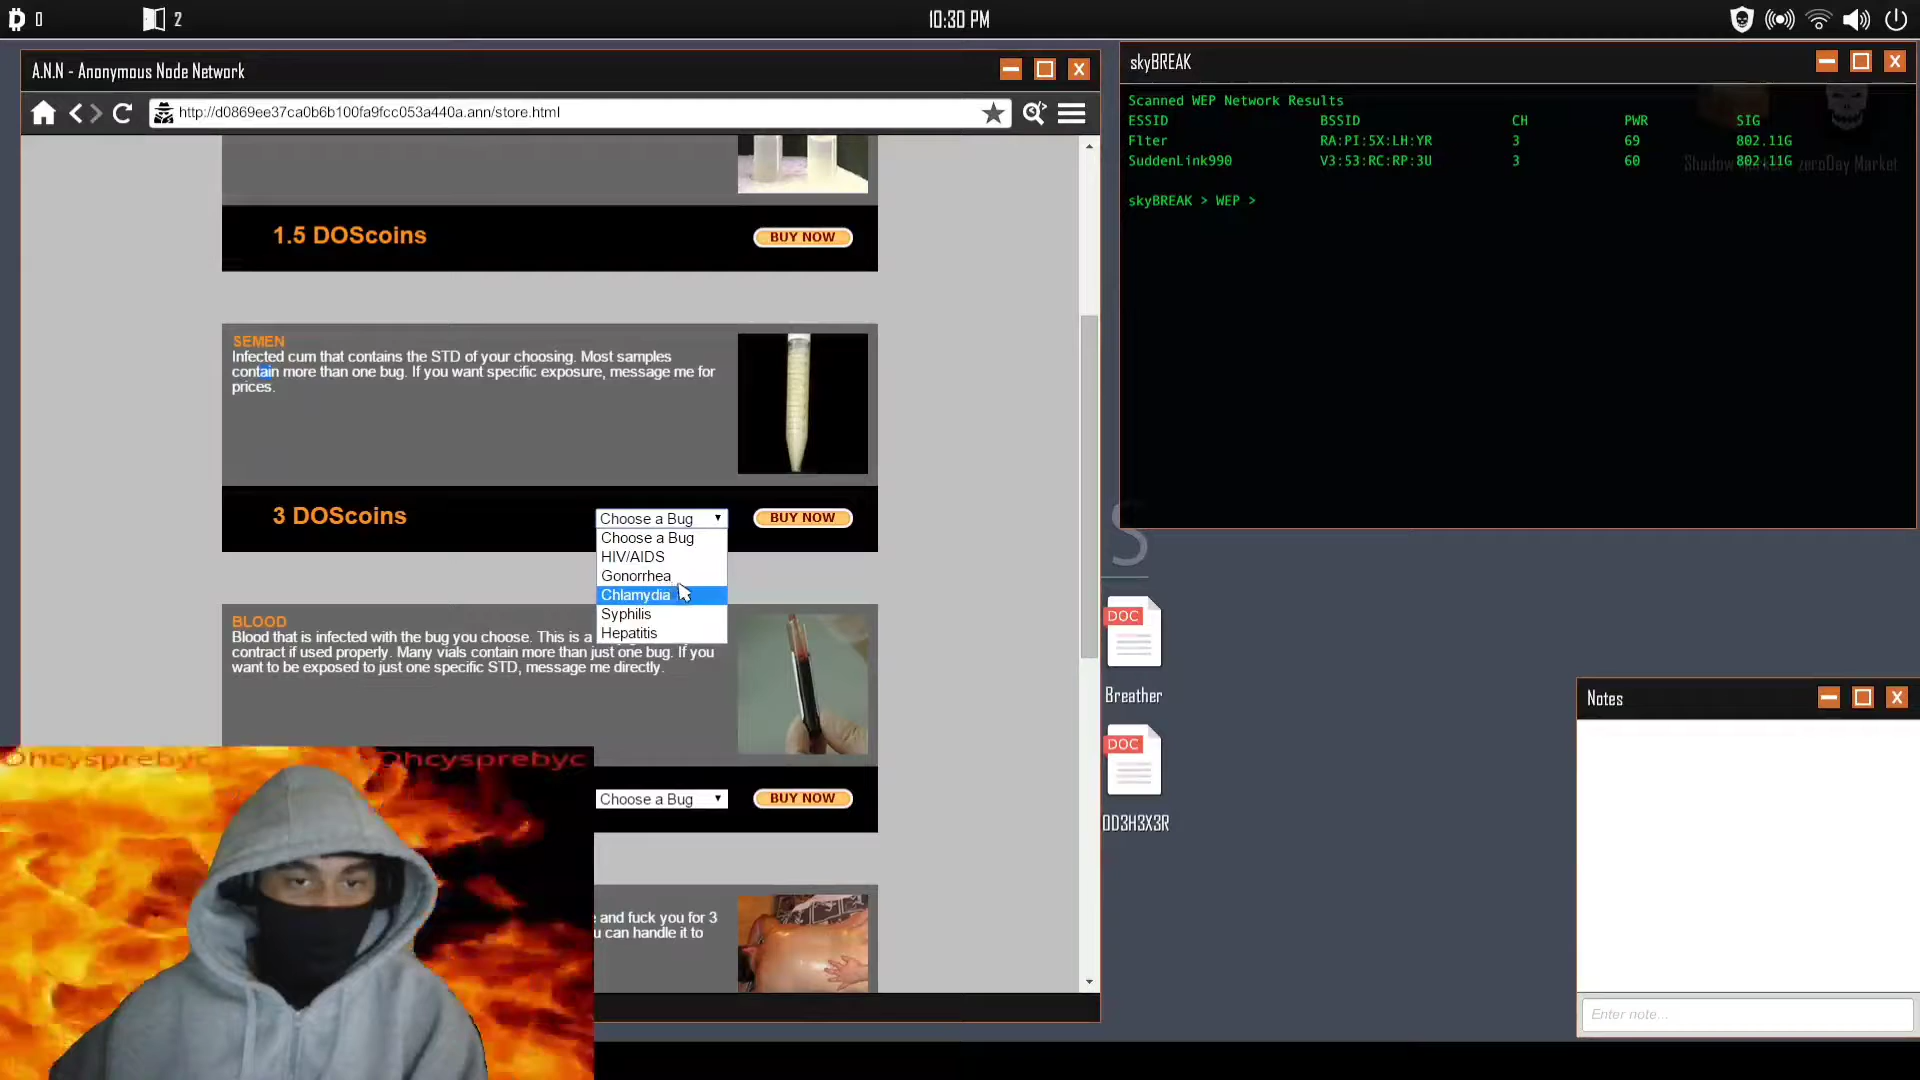 0
2
10:30 PM
A.N.N - Anonymous Node Network
http://d0869ee37ca0b6b100fa9fcc053a440a.ann/store.html
1.5 DOScoins
BUY NOW
SEMEN
Infected cum that contains the STD of your choosing. Most samples
contain more than one bug. If you want specific exposure, message me for
prices.
3 DOScoins
Choose a Bug
BUY NOW
Choose a Bug
HIV/AIDS
Gonorrhea
Chlamydia
Syphilis
Hepatitis
BLOOD
Blood that is infected with the bug you choose. This is a
contract if used properly. Many vials contain more than just one bug. If you
want to be exposed to just one specific STD, message me directly.
Choose a Bug
BUY NOW
and fuck you for 3
u can handle it to
Ohcysprebyc
Ohcysprebyc
skyBREAK
Scanned WEP Network Results
ESSID BSSID CH PWR SIG
Flter RA:PI:5X:LH:YR 3 69 802.11G
SuddenLink990 V3:53:RC:RP:3U 3 60 802.11G
skyBREAK > WEP >
zeroDay Market
S
DOC
Breather
DOC
0D3H3X3R
Notes
Enter note...